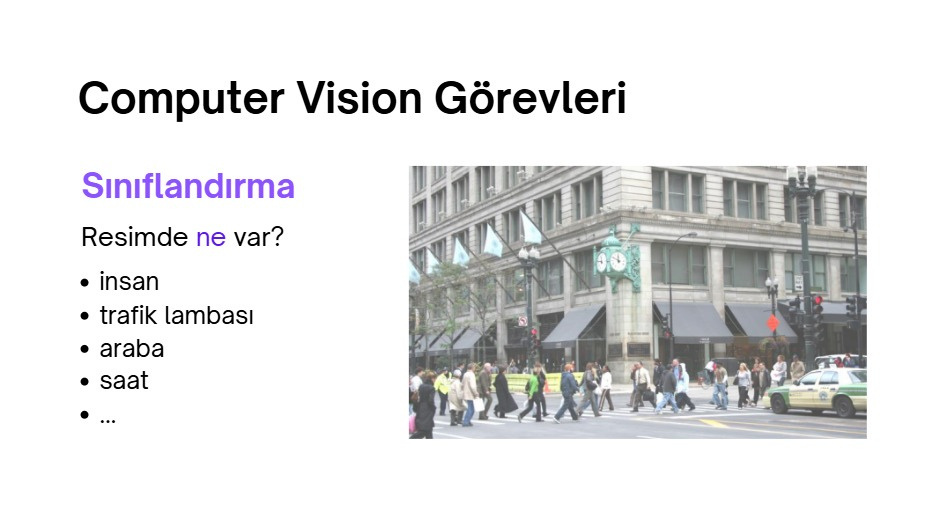 Computer Vision Görevleri
Sınıflandırma
Resimde ne var?
• insan
• trafik lambası
• araba
• saat
• ...